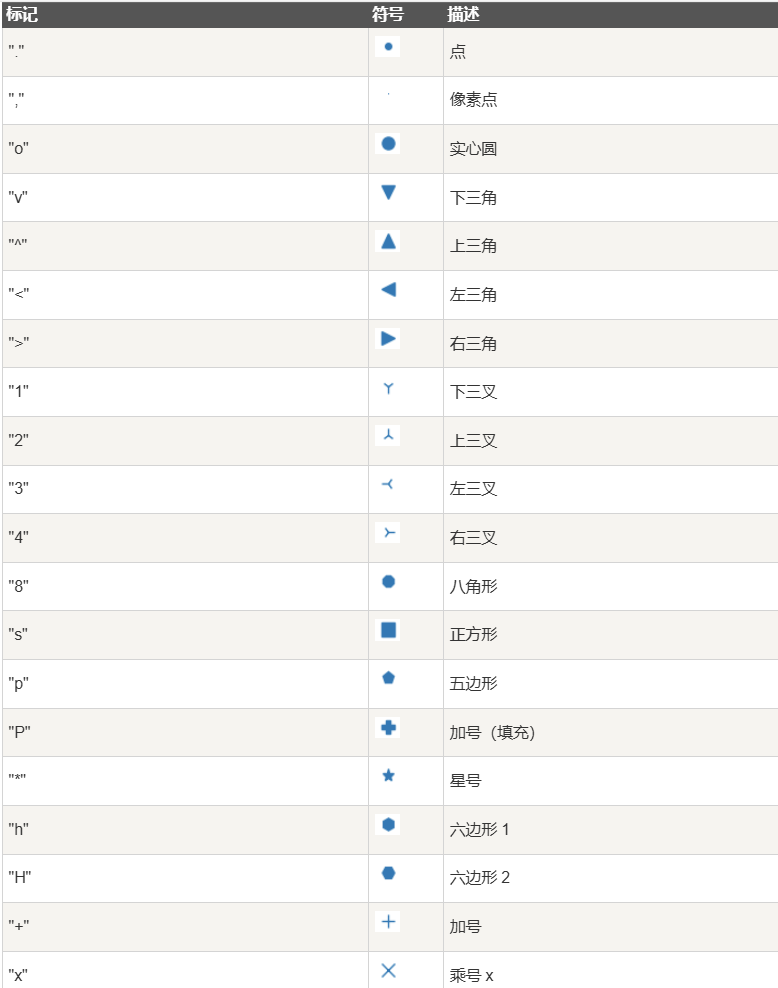 标记 符号 描述
"." 点
"," 像素点
"o" 实心圆
"v" 下三角
"^" 上三角
"<" 左三角
">" 右三角
"1" 下三叉
"2" 上三叉
"3" 左三叉
"4" 右三叉
"8" 八角形
"s" 正方形
"p" 五边形
"P" 加号（填充）
"*" 星号
"h" 六边形 1
"H" 六边形 2
"+" 加号
"x" 乘号 x